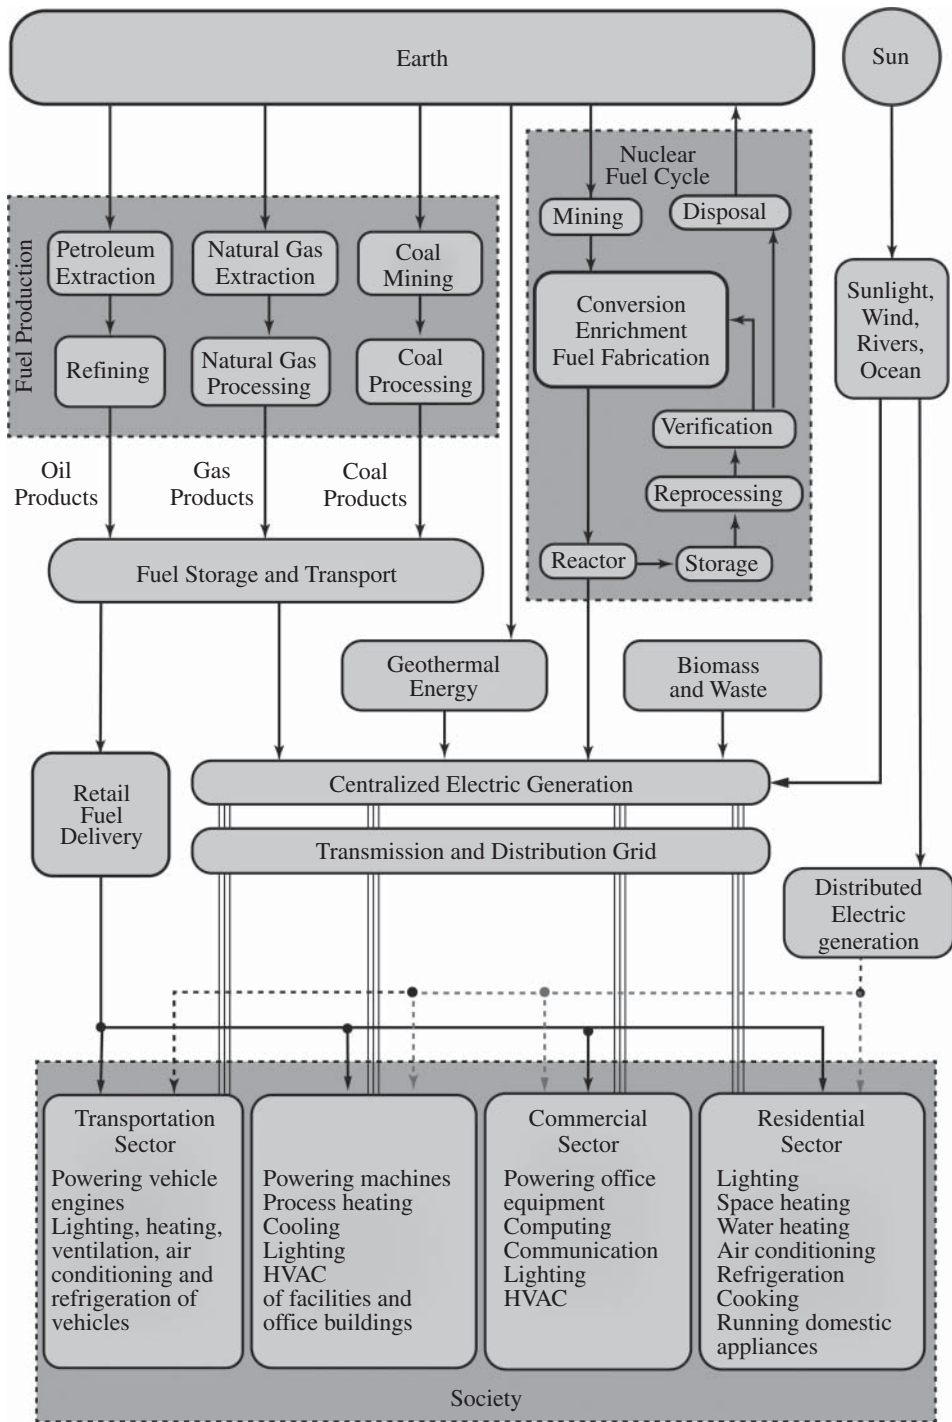 Earth
Sun
Nuclear
Fuel Cycle
Mining
Disposal
Fuel Production
Petroleum
Extraction
Natural Gas
Extraction
Coal
Mining
Conversion
Enrichment
Fuel Fabrication
Sunlight,
Wind,
Rivers,
Ocean
Refining
Natural Gas
Processing
Coal
Processing
Verification
Oil
Products
Gas
Products
Coal
Products
Reprocessing
Reactor
Storage
Fuel Storage and Transport
Geothermal
Energy
Biomass
and Waste
Retail
Fuel
Delivery
Centralized Electric Generation
Transmission and Distribution Grid
Distributed
Electric
generation
Transportation
Sector
Powering vehicle
engines
Lighting, heating,
ventilation, air
conditioning and
refrigeration of
vehicles
Powering machines
Process heating
Cooling
Lighting
HVAC
of facilities and
office buildings
Commercial
Sector
Powering office
equipment
Computing
Communication
Lighting
HVAC
Residential
Sector
Lighting
Space heating
Water heating
Air conditioning
Refrigeration
Cooking
Running domestic
appliances
Society